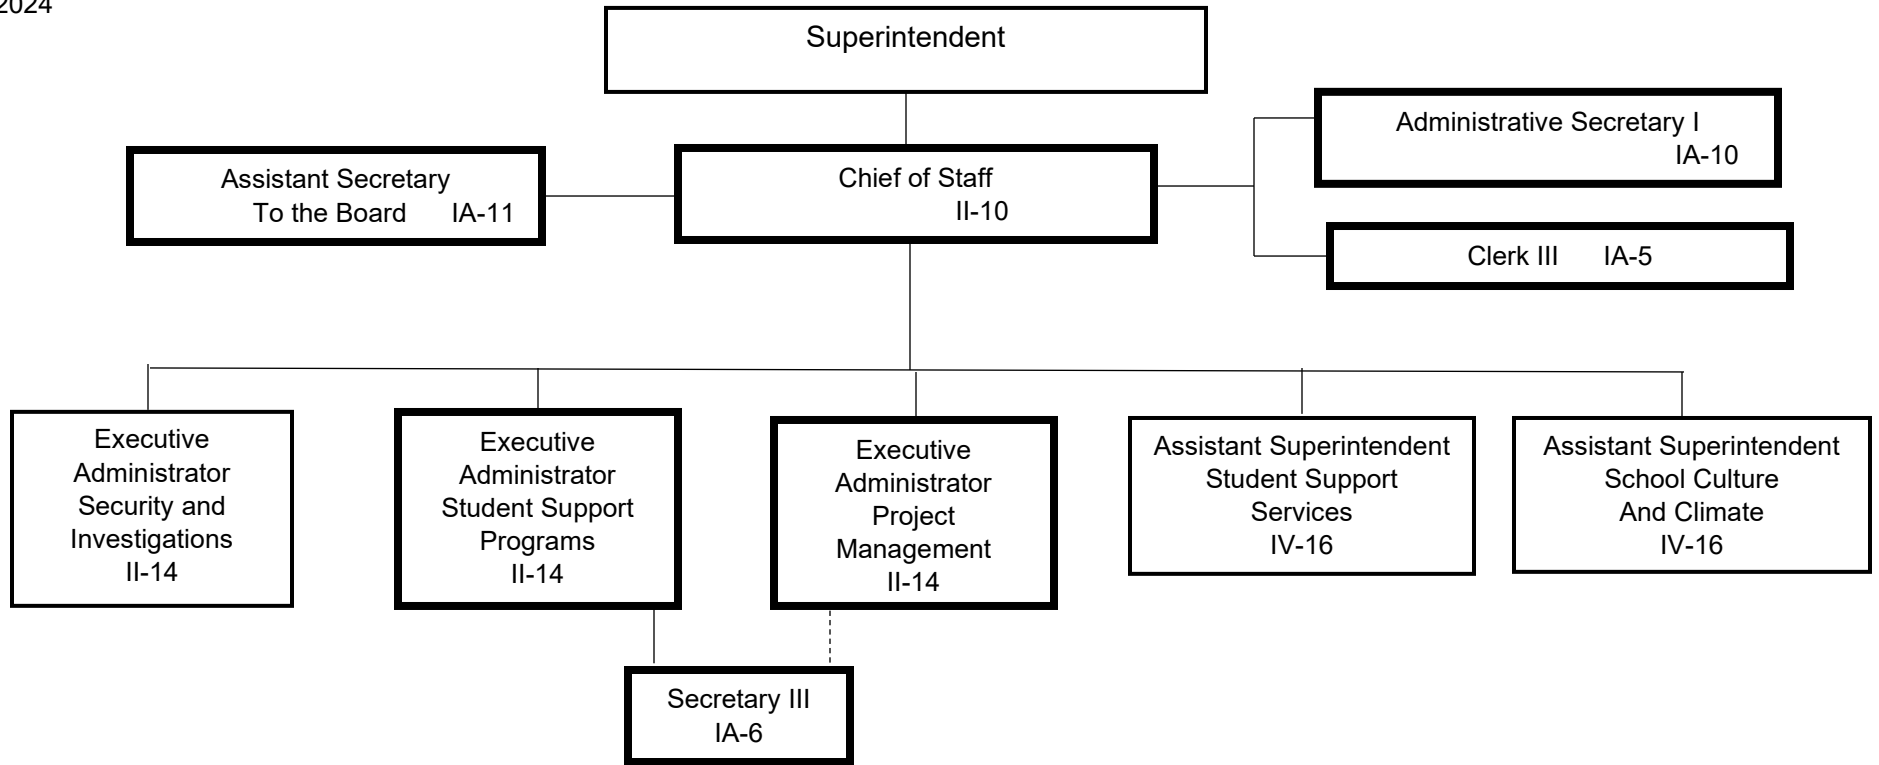 2024
Superintendent
Administrative Secretary I
IA-10
Assistant Secretary
To the Board IA-11
Chief of Staff
II-10
Clerk III IA-5
Executive
Administrator
Security and
Investigations
II-14
Executive
Administrator
Student Support
Programs
II-14
Executive
Administrator
Project
Management
II-14
Assistant Superintendent
Student Support
Services
IV-16
Assistant Superintendent
School Culture
And Climate
IV-16
Secretary III
IA-6